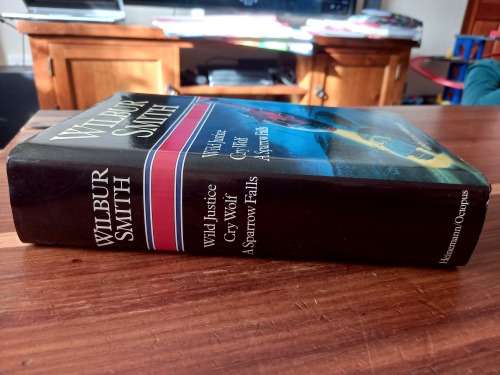 WILBUR
SMITH
Wild Justice
Cry Wolf
A Sparrow Falls
WILBUR
SMITH
Wild Justice
Cry Wolf
A Sparrow Falls
Heinemann/Octopus